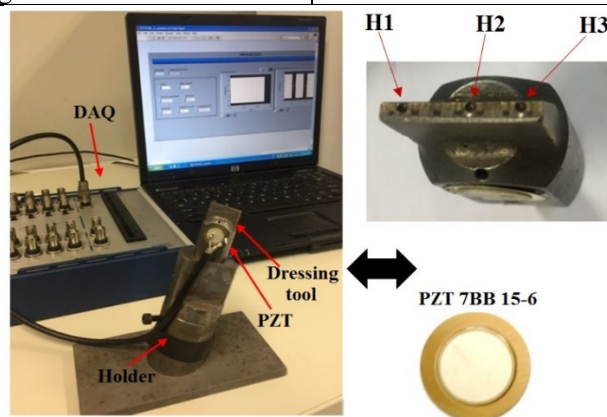 H1
H2
H3
DAQ
Dressing
tool
PZT
Holder
PZT 7BB 15-6